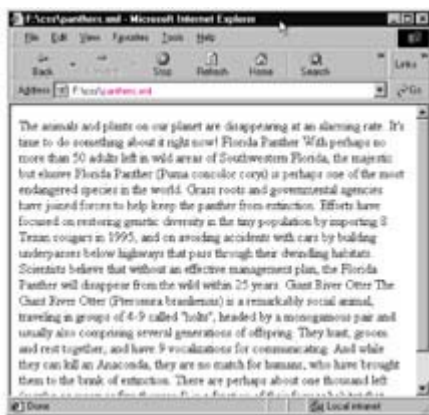 F:\css\panthers.xml - Microsoft Internet Explorer
File Edit View Favorites Tools Help
Back Stop Refresh Home Search Links
Address F:\css\panthers.xml Go
The animals and plants on our planet are disappearing at an alarming rate. It's
time to do something about it right now! Florida Panther With perhaps no
more than 50 adults left in wild areas of Southwestern Florida, the majestic
but elusive Florida Panther (Puma concolor coryi) is perhaps one of the most
endangered species in the world. Grass roots and governmental agencies
have joined forces to help keep the panther from extinction. Efforts have
focused on restoring genetic diversity in the tiny population by importing 8
Texan cougars in 1995, and on avoiding accidents with cars by building
underpasses below highways that pass through their dwindling habitats.
Scientists believe that without an effective management plan, the Florida
Panther will disappear from the wild within 25 years. Giant River Otter The
Giant River Otter (Pteronura brasiliensis) is a remarkably social animal,
traveling in groups of 4-9 called "holts", headed by a monogamous pair and
usually also comprising several generations of offspring. They hunt, groom
and rest together, and have 9 vocalizations for communicating. And while
they can kill an Anaconda, they are no match for humans, who have brought
them to the brink of extinction. There are perhaps about one thousand left
Done Local intranet